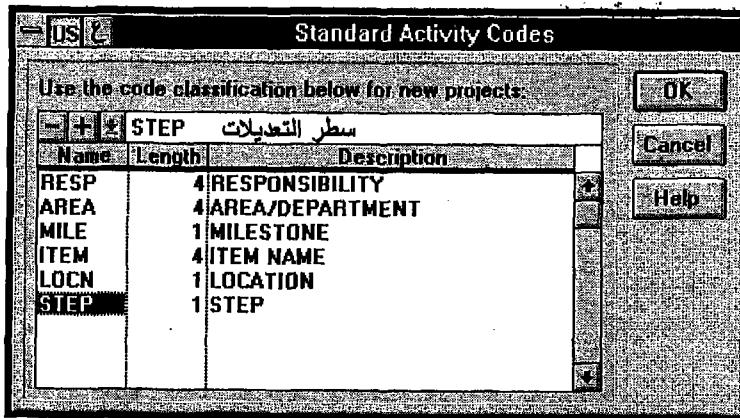 US Standard Activity Codes
Use the code classification below for new projects:
STEP سطر التعديلات
Name Length Description
RESP 4 RESPONSIBILITY
AREA 4 AREA/DEPARTMENT
MILE 1 MILESTONE
ITEM 4 ITEM NAME
LOCN 1 LOCATION
STEP 1 STEP
OK
Cancel
Help